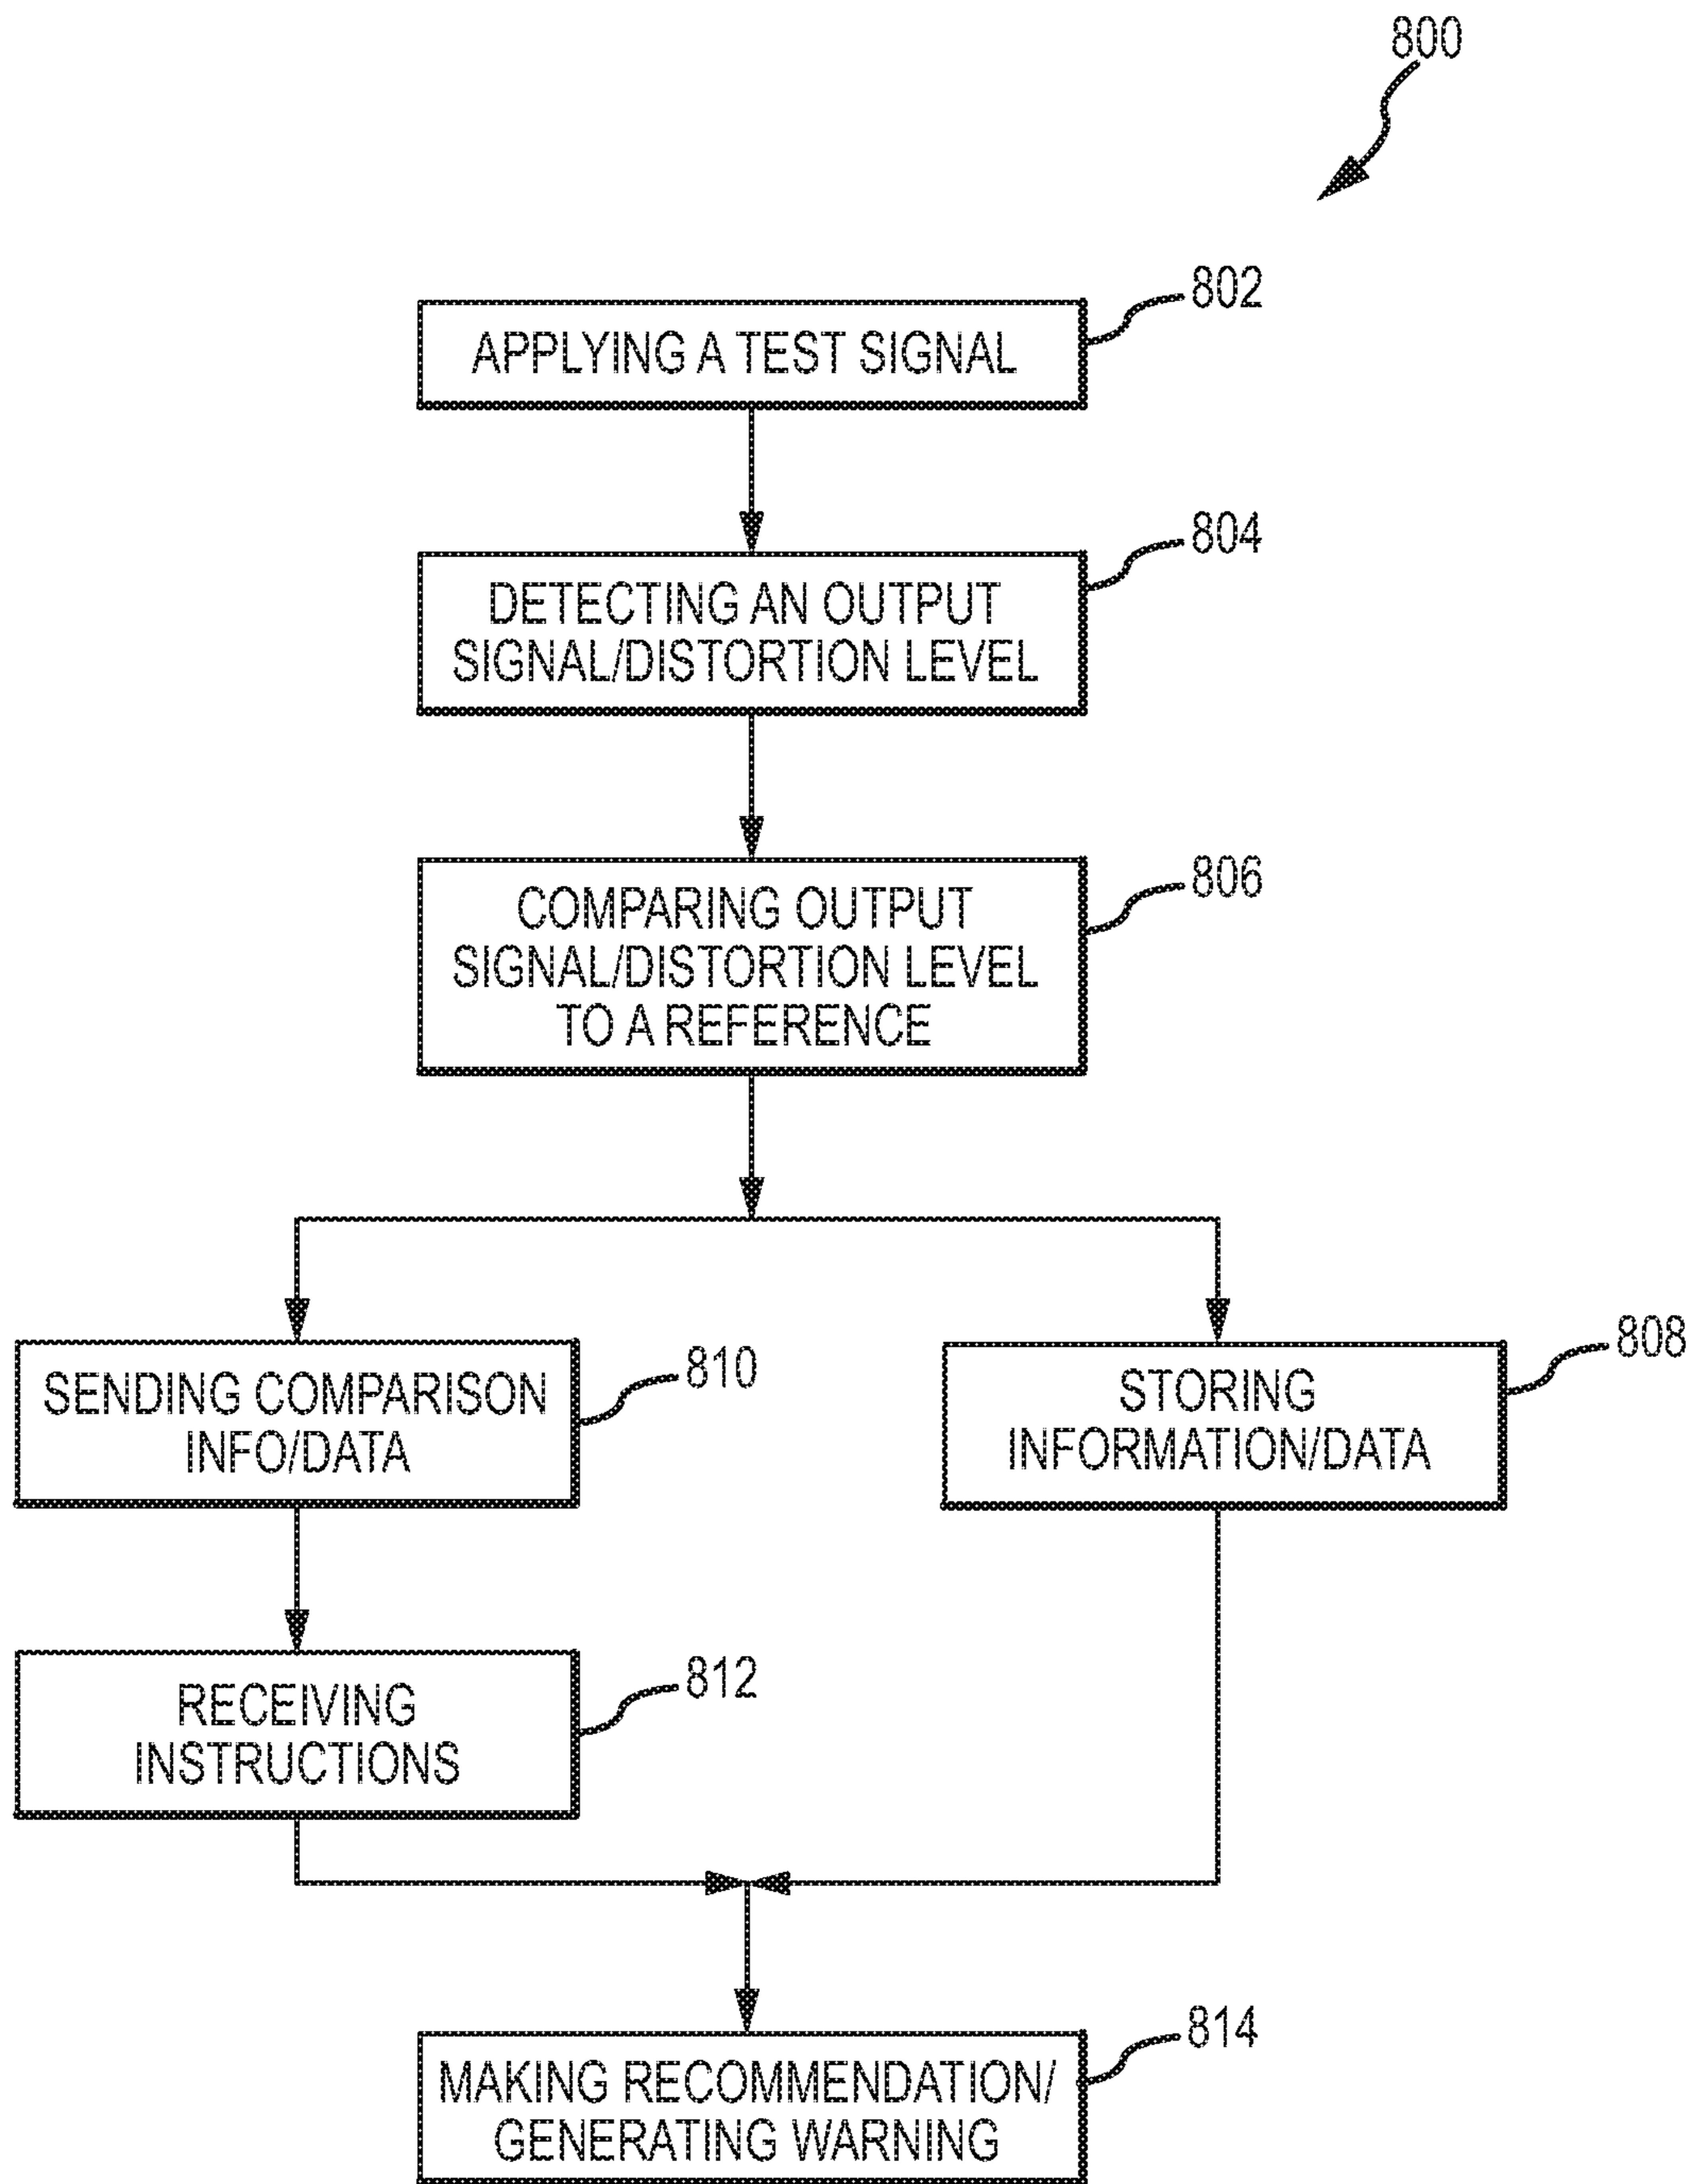 800
802
APPLYING A TEST SIGNAL
804
DETECTING AN OUTPUT
SIGNAL/DISTORTION LEVEL
806
COMPARING OUTPUT
SIGNAL/DISTORTION LEVEL
TO A REFERENCE
810
SENDING COMPARISON
INFO/DATA
808
STORING
INFORMATION/DATA
812
RECEIVING
INSTRUCTIONS
814
MAKING RECOMMENDATION/
GENERATING WARNING